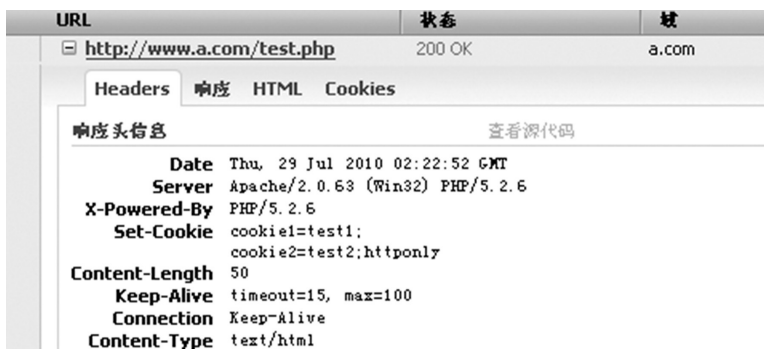 URL 状态 域
http://www.a.com/test.php 200 OK a.com
Headers 响应 HTML Cookies
响应头信息 查看源代码
Date Thu, 29 Jul 2010 02:22:52 GMT
Server Apache/2.0.63 (Win32) PHP/5.2.6
X-Powered-By PHP/5.2.6
Set-Cookie cookie1=test1;
cookie2=test2;httponly
Content-Length 50
Keep-Alive timeout=15, max=100
Connection Keep-Alive
Content-Type text/html